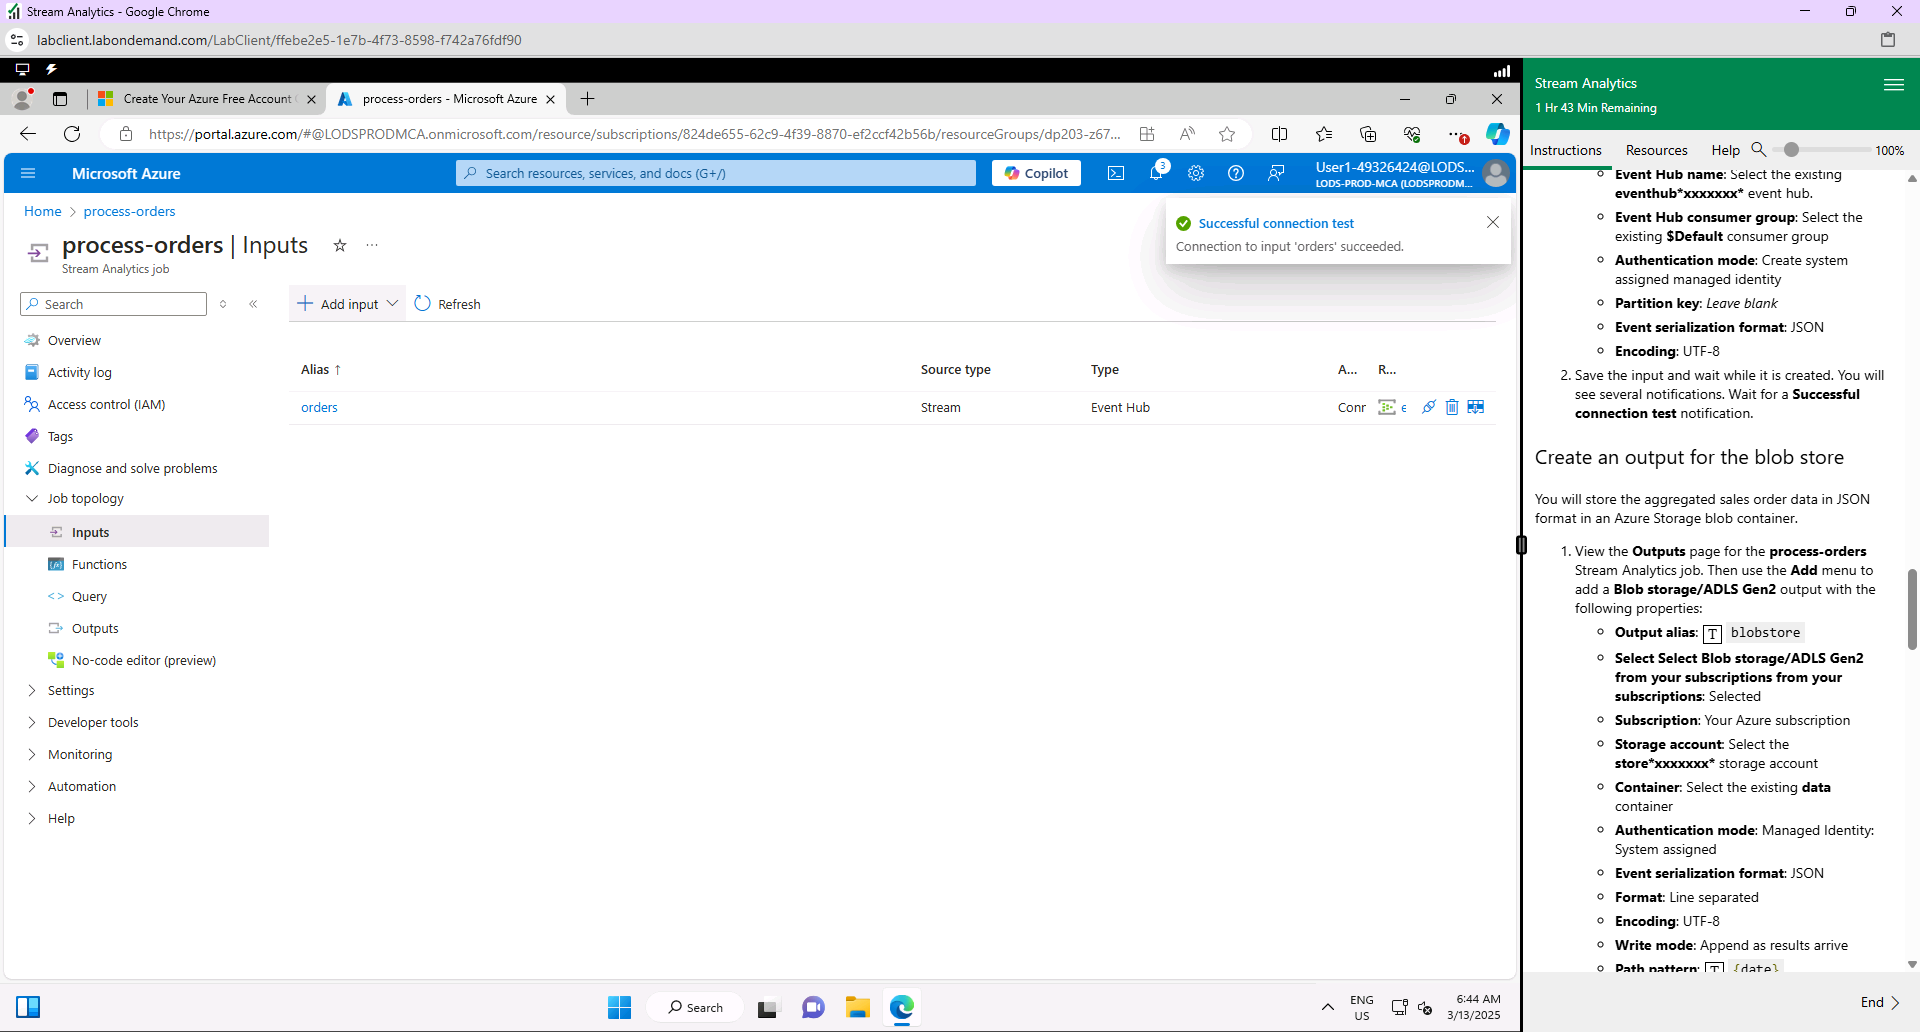 Stream Analytics - Google Chrome
labclient.labondemand.com/LabClient/ffebe2e5-1e7b-4f73-8598-f742a76fdf90
Create Your Azure Free Account
process-orders - Microsoft Azure
https://portal.azure.com/#@LODSPRODMCA.onmicrosoft.com/resource/subscriptions/824de655-62c9-4f39-8870-ef2ccf42b56b/resourceGroups/dp203-z67...
Microsoft Azure
Search resources, services, and docs (G+/)
Copilot
3
User1-49326424@LODS...
LODS-PROD-MCA (LODSPRODM...
Home > process-orders
process-orders | Inputs
Stream Analytics job
Successful connection test
Connection to input 'orders' succeeded.
Search
Add input
Refresh
Overview
Activity log
Access control (IAM)
Tags
Diagnose and solve problems
Job topology
Inputs
Functions
Query
Outputs
No-code editor (preview)
Settings
Developer tools
Monitoring
Automation
Help
Alias ↑
Source type
Type
A...
R...
orders
Stream
Event Hub
Conr
e
Search
ENG
US
6:44 AM
3/13/2025
Stream Analytics
1 Hr 43 Min Remaining
Instructions
Resources
Help
100%
Event Hub name: Select the existing
eventhub*xxxxxxx* event hub.
Event Hub consumer group: Select the
existing $Default consumer group
Authentication mode: Create system
assigned managed identity
Partition key: Leave blank
Event serialization format: JSON
Encoding: UTF-8
2. Save the input and wait while it is created. You will
see several notifications. Wait for a Successful
connection test notification.
Create an output for the blob store
You will store the aggregated sales order data in JSON
format in an Azure Storage blob container.
1. View the Outputs page for the process-orders
Stream Analytics job. Then use the Add menu to
add a Blob storage/ADLS Gen2 output with the
following properties:
Output alias: T blobstore
Select Select Blob storage/ADLS Gen2
from your subscriptions from your
subscriptions: Selected
Subscription: Your Azure subscription
Storage account: Select the
store*xxxxxxx* storage account
Container: Select the existing data
container
Authentication mode: Managed Identity:
System assigned
Event serialization format: JSON
Format: Line separated
Encoding: UTF-8
Write mode: Append as results arrive
Path pattern: T {date}
End >